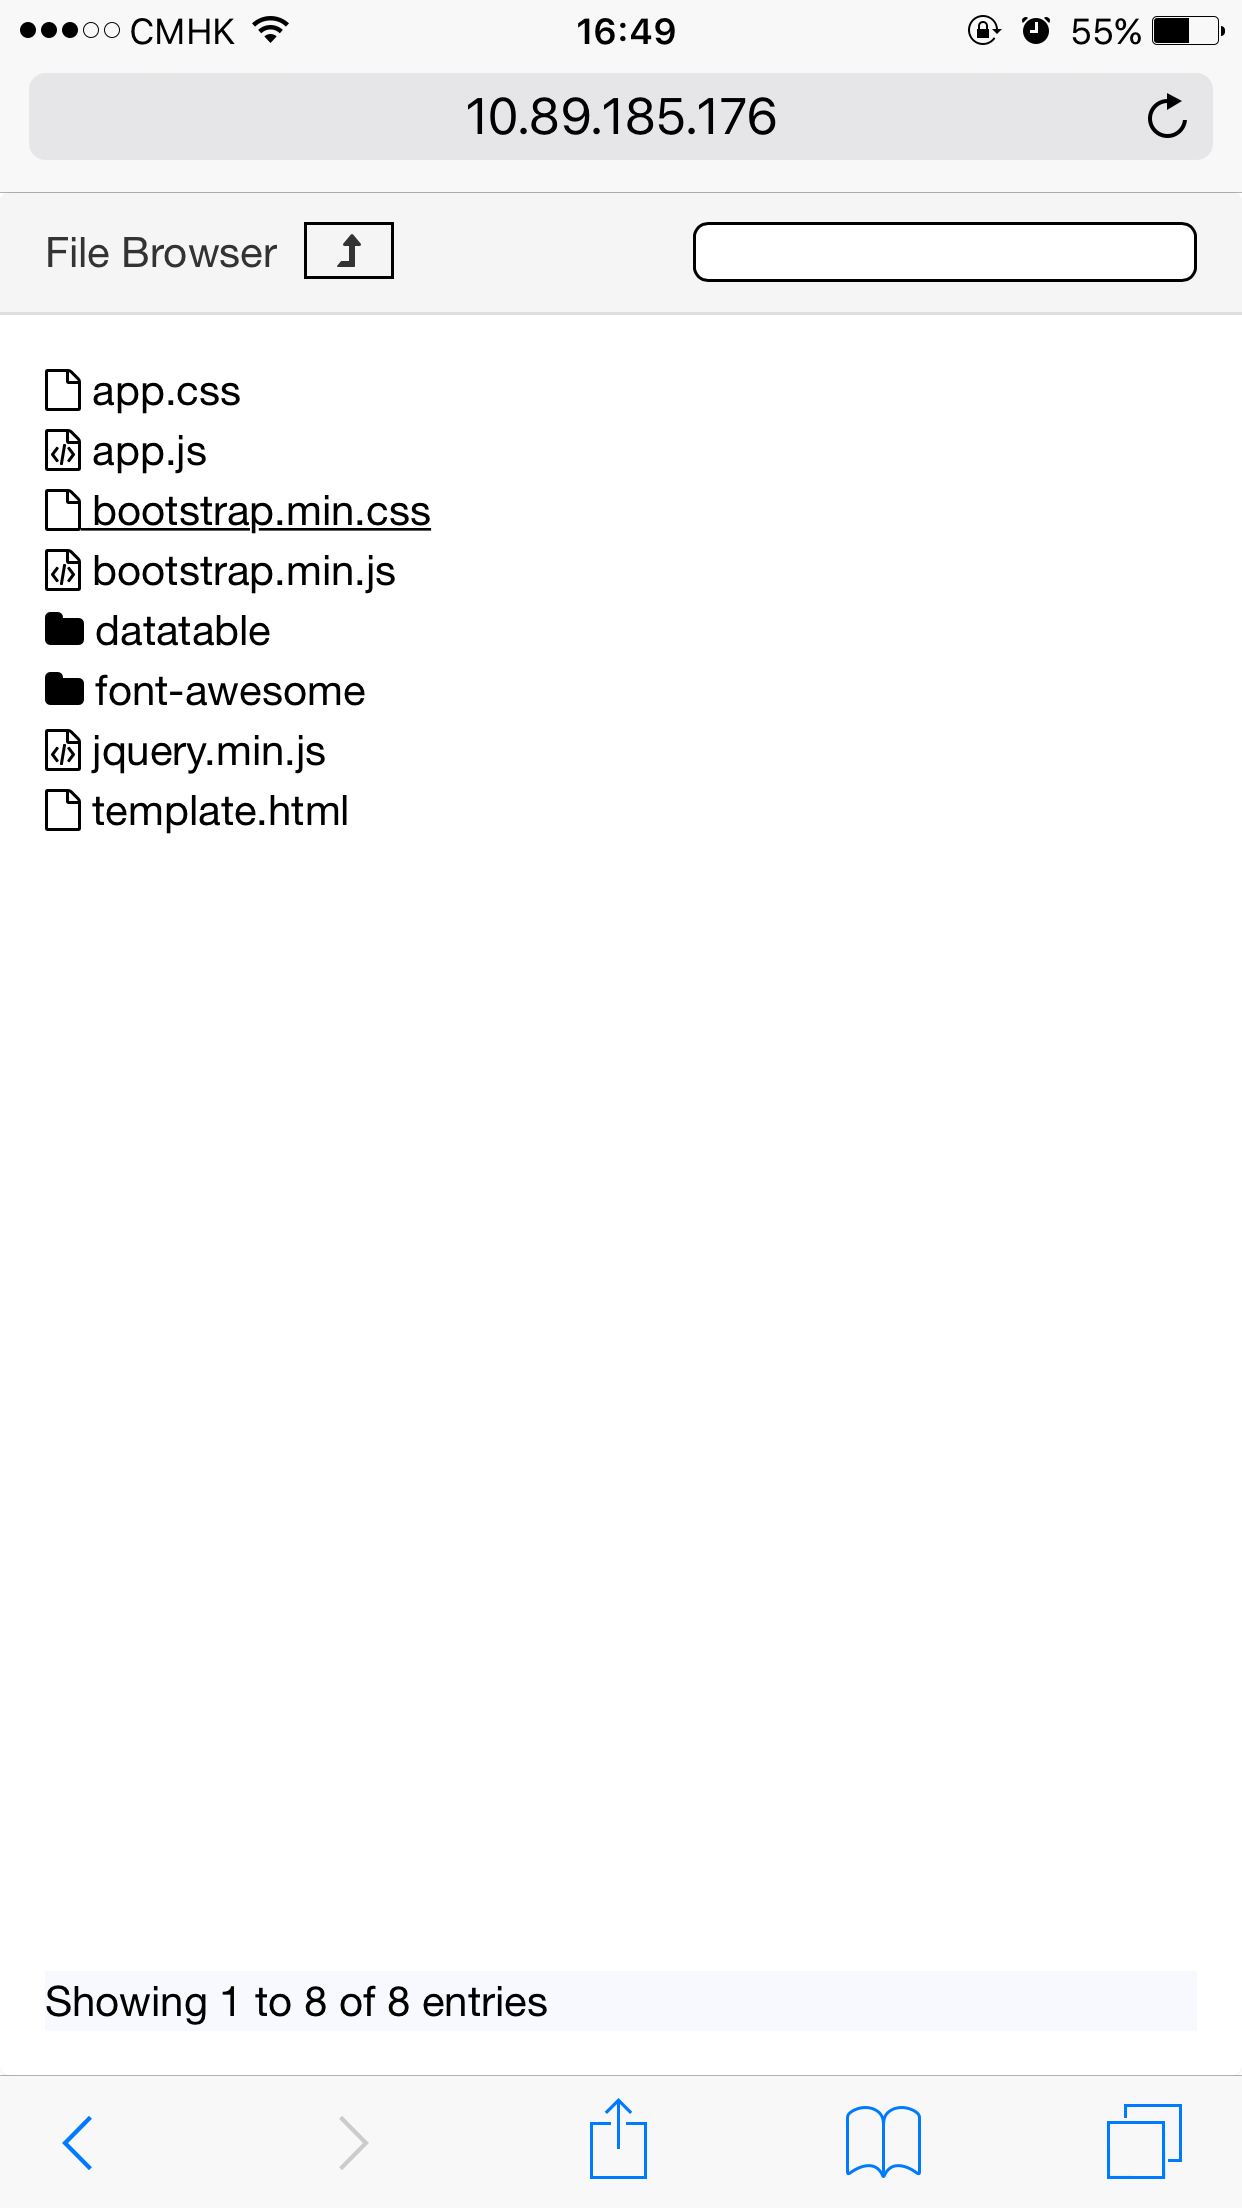 CMHK 16:49 55%
10.89.185.176
File Browser
app.css
app.js
bootstrap.min.css
bootstrap.min.js
datatable
font-awesome
jquery.min.js
template.html
Showing 1 to 8 of 8 entries